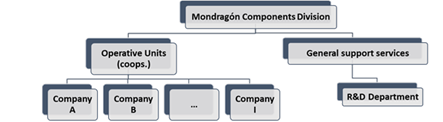 Mondragón Components Division
Operative Units
(coops.)
General support services
Company
A
Company
B
...
Company
I
R&D Department